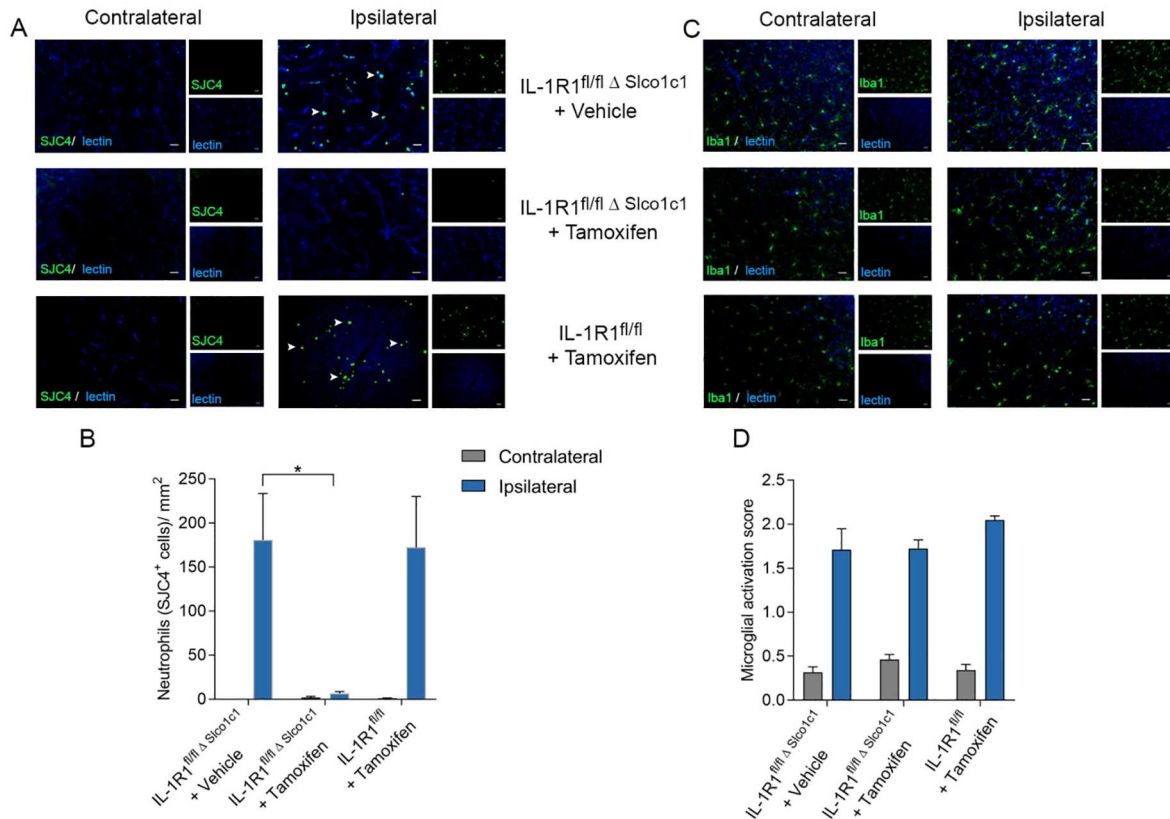 A
Contralateral
Ipsilateral
SJC4
SJC4/ lectin
lectin
SJC4
SJC4/ lectin
lectin
SJC4
SJC4 / lectin
lectin
IL-1R1fl/fl Δ Slco1c1
+ Vehicle
IL-1R1fl/fl Δ Slco1c1
+ Tamoxifen
IL-1R1fl/fl
+ Tamoxifen
C
Contralateral
Ipsilateral
Iba1
Iba1 / lectin
lectin
Iba1
Iba1 / lectin
lectin
Iba1
Iba1 / lectin
lectin
B
Neutrophils (SJC4+ cells)/ mm2
250
200
150
100
50
0
*
IL-1R1fl/fl Δ Slco1c1
+ Vehicle
IL-1R1fl/fl Δ Slco1c1
+ Tamoxifen
IL-1R1fl/fl
+ Tamoxifen
Contralateral
Ipsilateral
D
Microglial activation score
2.5
2.0
1.5
1.0
0.5
0.0
IL-1R1fl/fl Δ Slco1c1
+ Vehicle
IL-1R1fl/fl Δ Slco1c1
+ Tamoxifen
IL-1R1fl/fl
+ Tamoxifen